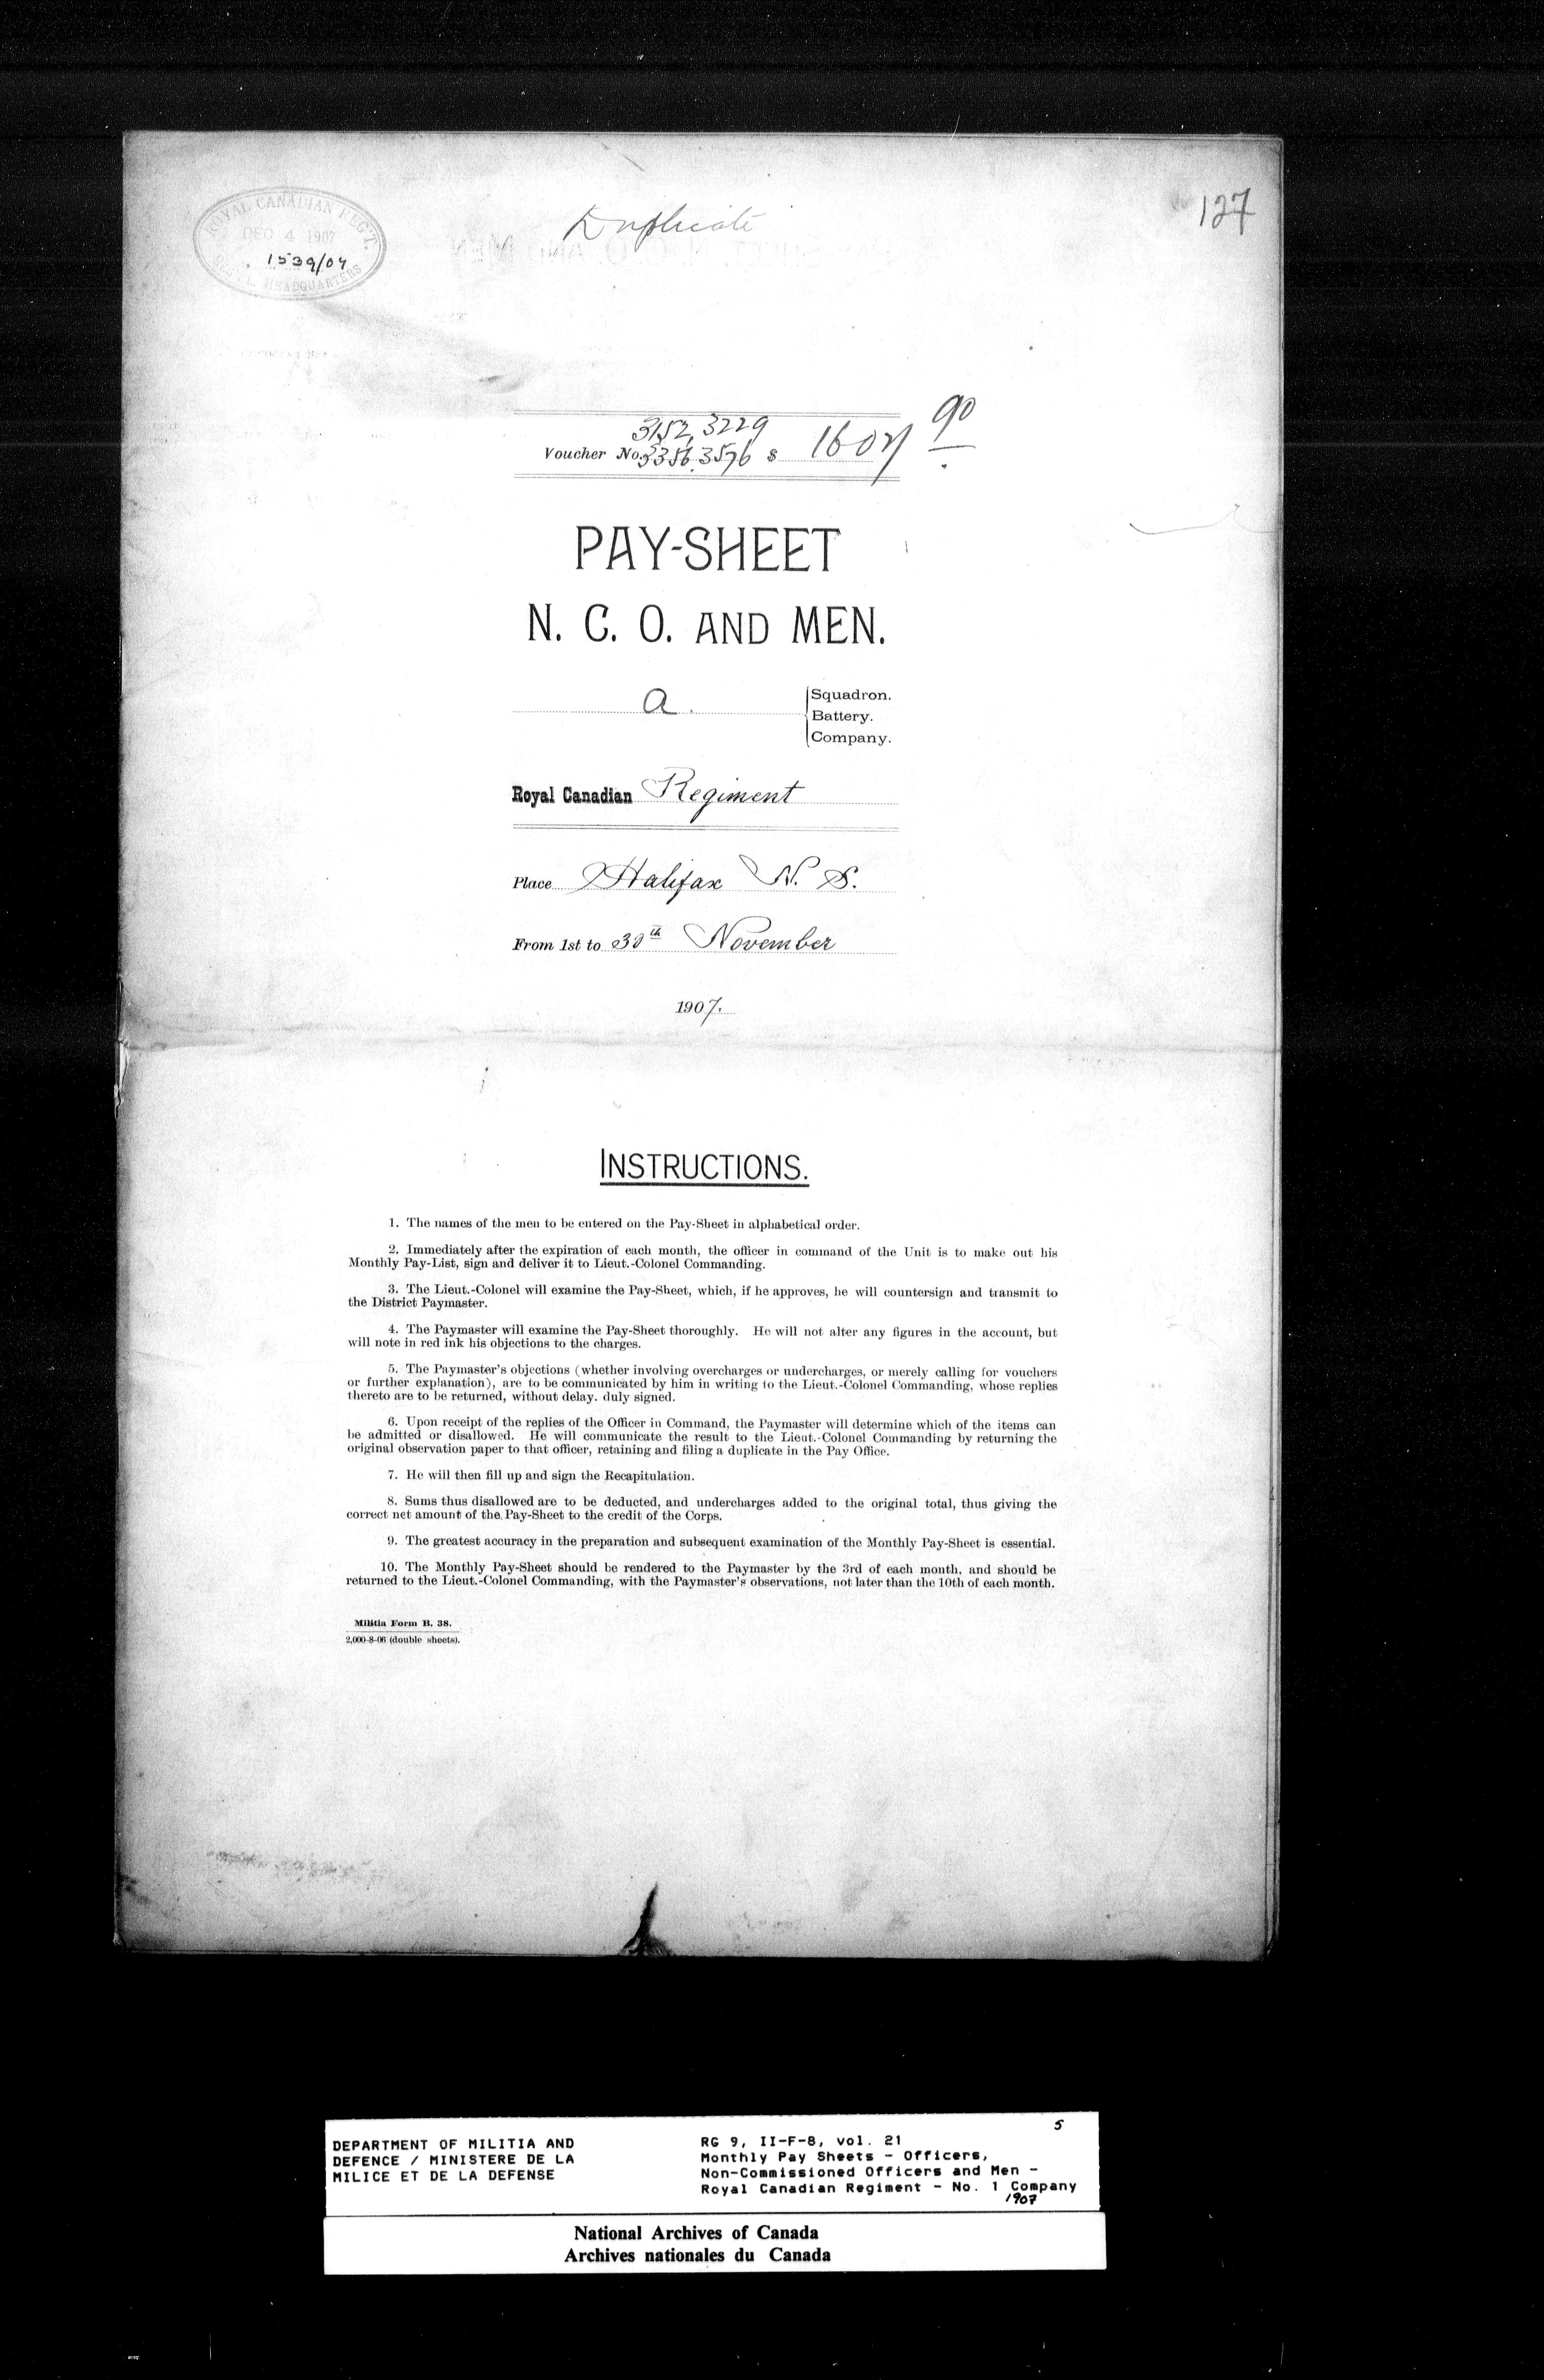 ROYAL CANADIAN REG'T.
DEC 4 1907
1539/07
REG'TL HEADQUARTERS
Duplicate
127
3152, 3229
Voucher No. 3356, 3576 $ 1607 90
PAY-SHEET
N. C. O. AND MEN.
A.
Squadron.
Battery.
Company.
Royal Canadian Regiment
Place Halifax N. S.
From 1st to 30th November
1907.
INSTRUCTIONS.
1. The names of the men to be entered on the Pay-Sheet in alphabetical order.
2. Immediately after the expiration of each month, the officer in command of the Unit is to make out his
Monthly Pay-List, sign and deliver it to Lieut.-Colonel Commanding.
3. The Lieut.-Colonel will examine the Pay-Sheet, which, if he approves, he will countersign and transmit to
the District Paymaster.
4. The Paymaster will examine the Pay-Sheet thoroughly. He will not alter any figures in the account, but
will note in red ink his objections to the charges.
5. The Paymaster's objections (whether involving overcharges or undercharges, or merely calling for vouchers
or further explanation), are to be communicated by him in writing to the Lieut.-Colonel Commanding, whose replies
thereto are to be returned, without delay. duly signed.
6. Upon receipt of the replies of the Officer in Command, the Paymaster will determine which of the items can
be admitted or disallowed. He will communicate the result to the Lieut.-Colonel Commanding by returning the
original observation paper to that officer, retaining and filing a duplicate in the Pay Office.
7. He will then fill up and sign the Recapitulation.
8. Sums thus disallowed are to be deducted, and undercharges added to the original total, thus giving the
correct net amount of the Pay-Sheet to the credit of the Corps.
9. The greatest accuracy in the preparation and subsequent examination of the Monthly Pay-Sheet is essential.
10. The Monthly Pay-Sheet should be rendered to the Paymaster by the 3rd of each month, and should be
returned to the Lieut.-Colonel Commanding, with the Paymaster's observations, not later than the 10th of each month.
Militia Form B. 38.
2,000-8-06 (double sheets).
5
DEPARTMENT OF MILITIA AND
DEFENCE / MINISTERE DE LA
MILICE ET DE LA DEFENSE
RG 9, II-F-8, vol. 21
Monthly Pay Sheets - Officers,
Non-Commissioned Officers and Men -
Royal Canadian Regiment - No. 1 Company
1907
National Archives of Canada
Archives nationales du Canada